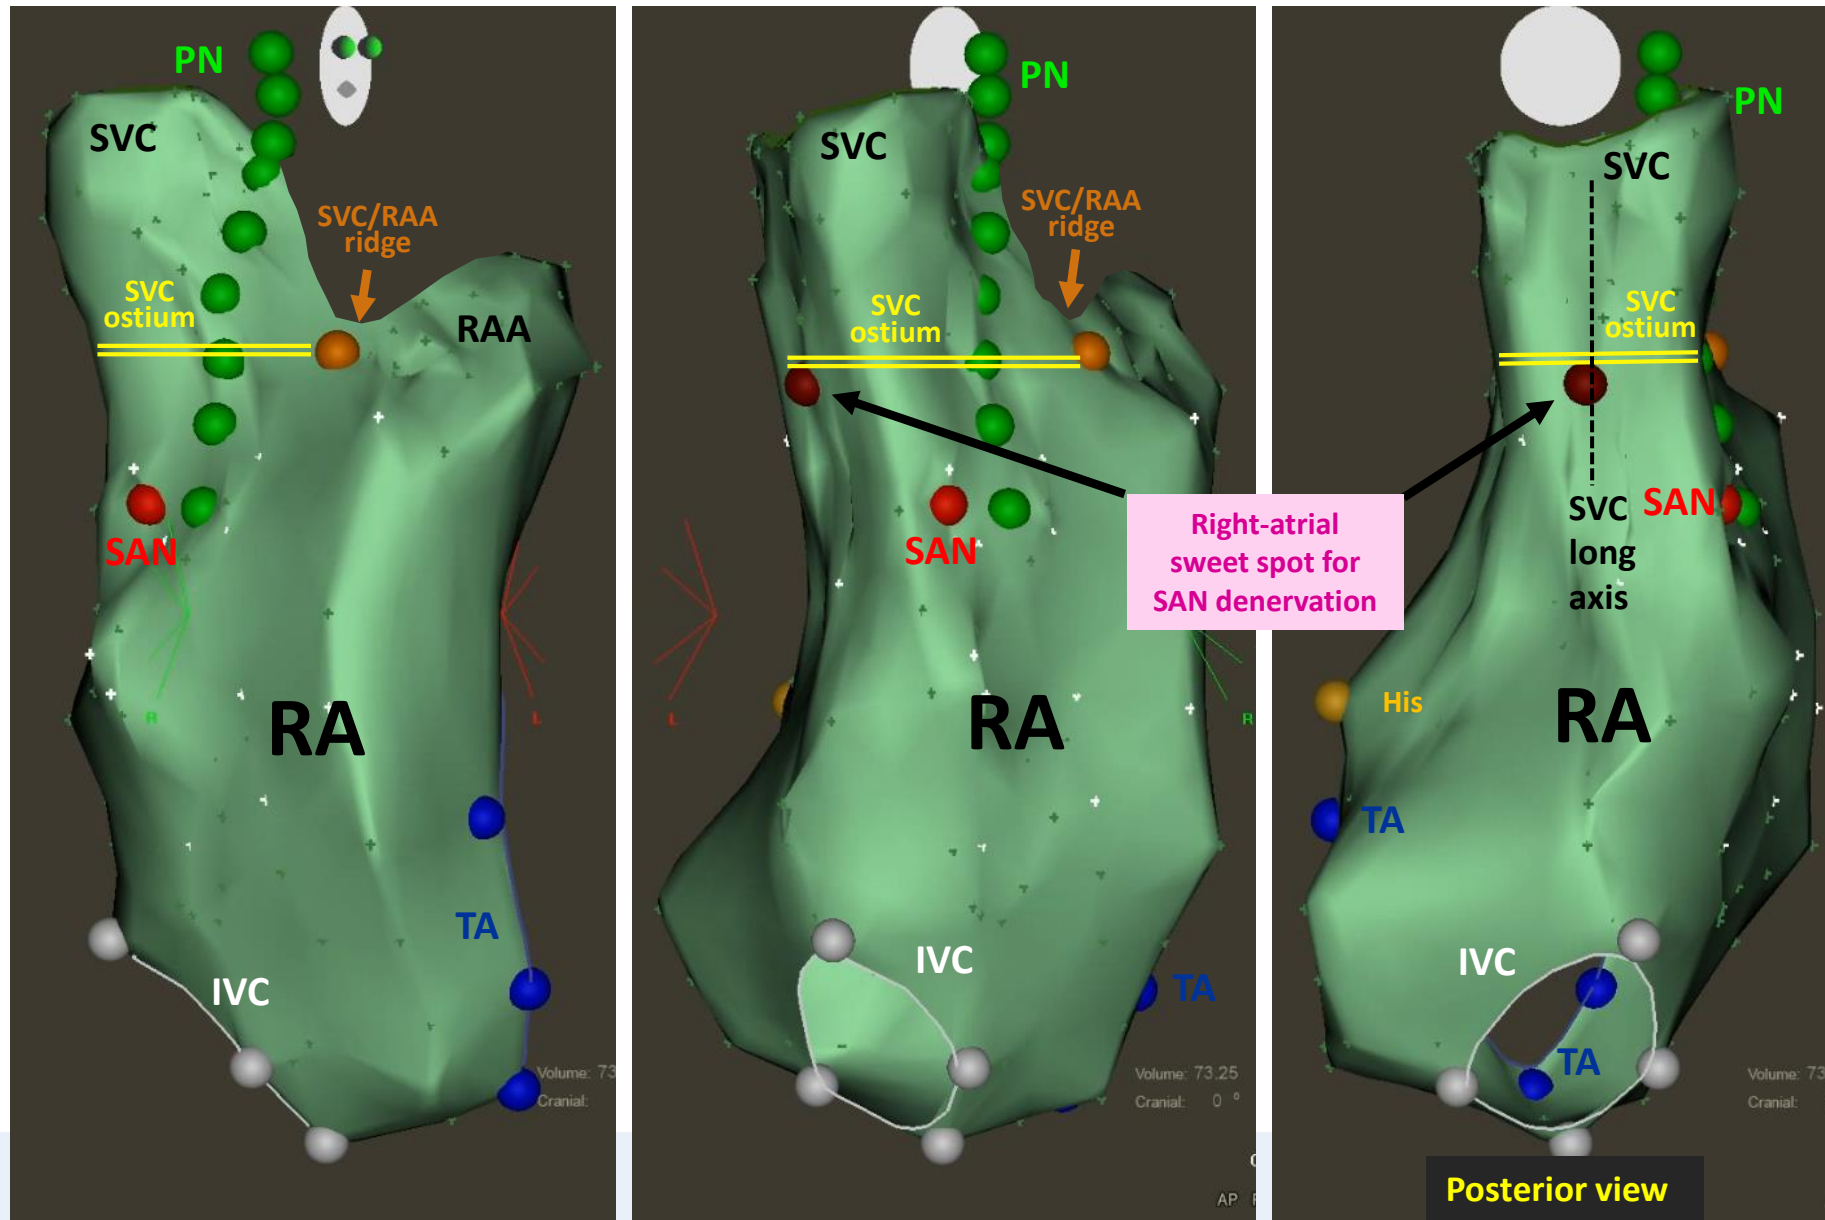 PN
SVC
SVC/RAA
ridge
SVC
ostium
RAA
SAN
R
L
RA
TA
IVC
Volume: 73
Cranial:
PN
SVC
SVC/RAA
ridge
SVC
ostium
SAN
L
R
RA
IVC
TA
Volume: 73.25
Cranial: 0 °
AP
Right-atrial
sweet spot for
SAN denervation
PN
SVC
SVC
ostium
SVC
long
axis
SAN
His
RA
TA
IVC
TA
Volume: 73
Cranial:
Posterior view